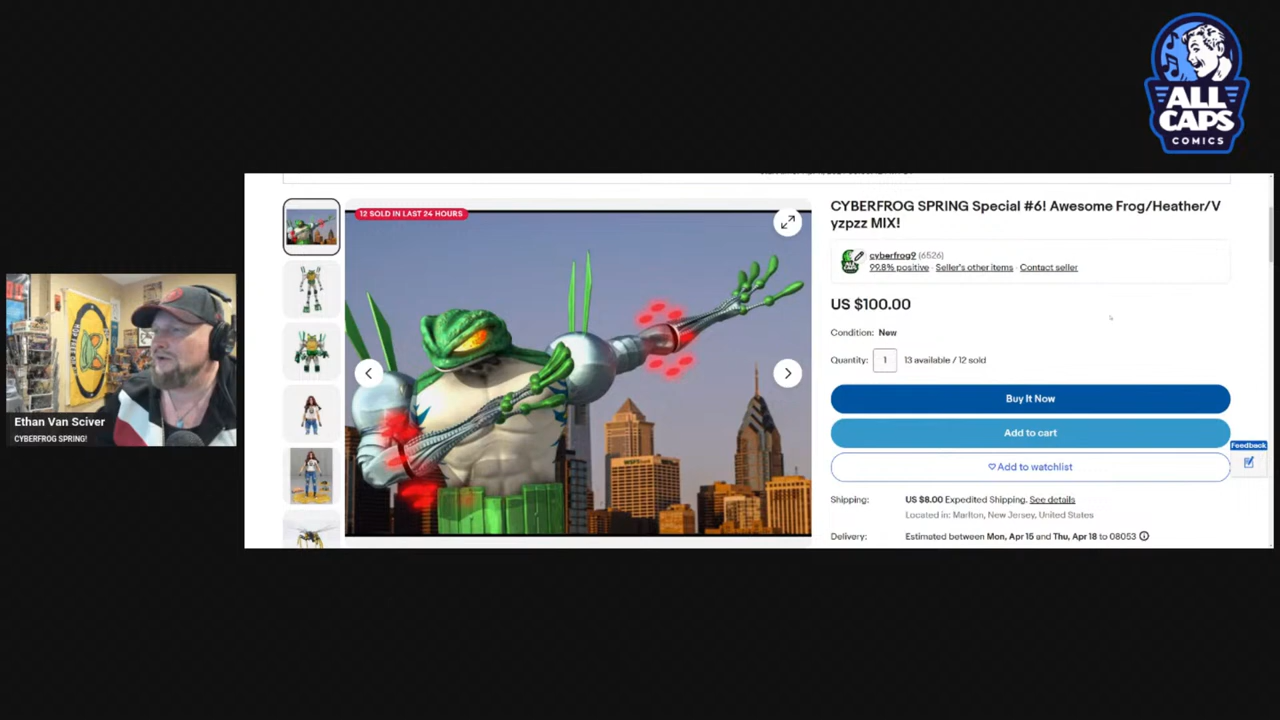 ALL
CAPS
COMICS
12 SOLD IN LAST 24 HOURS
CYBERFROG SPRING Special #6! Awesome Frog/Heather/V
yzpzz MIX!
cyberfrog9 (6526)
99.8% positive · Seller's other items · Contact seller
US $100.00
Condition: New
Quantity: 1 13 available / 12 sold
Buy It Now
Add to cart
Add to watchlist
Feedback
Shipping: US $8.00 Expedited Shipping. See details
Located in: Marlton, New Jersey, United States
Delivery: Estimated between Mon, Apr 15 and Thu, Apr 18 to 08053
Ethan Van Sciver
CYBERFROG SPRING!
WSFS